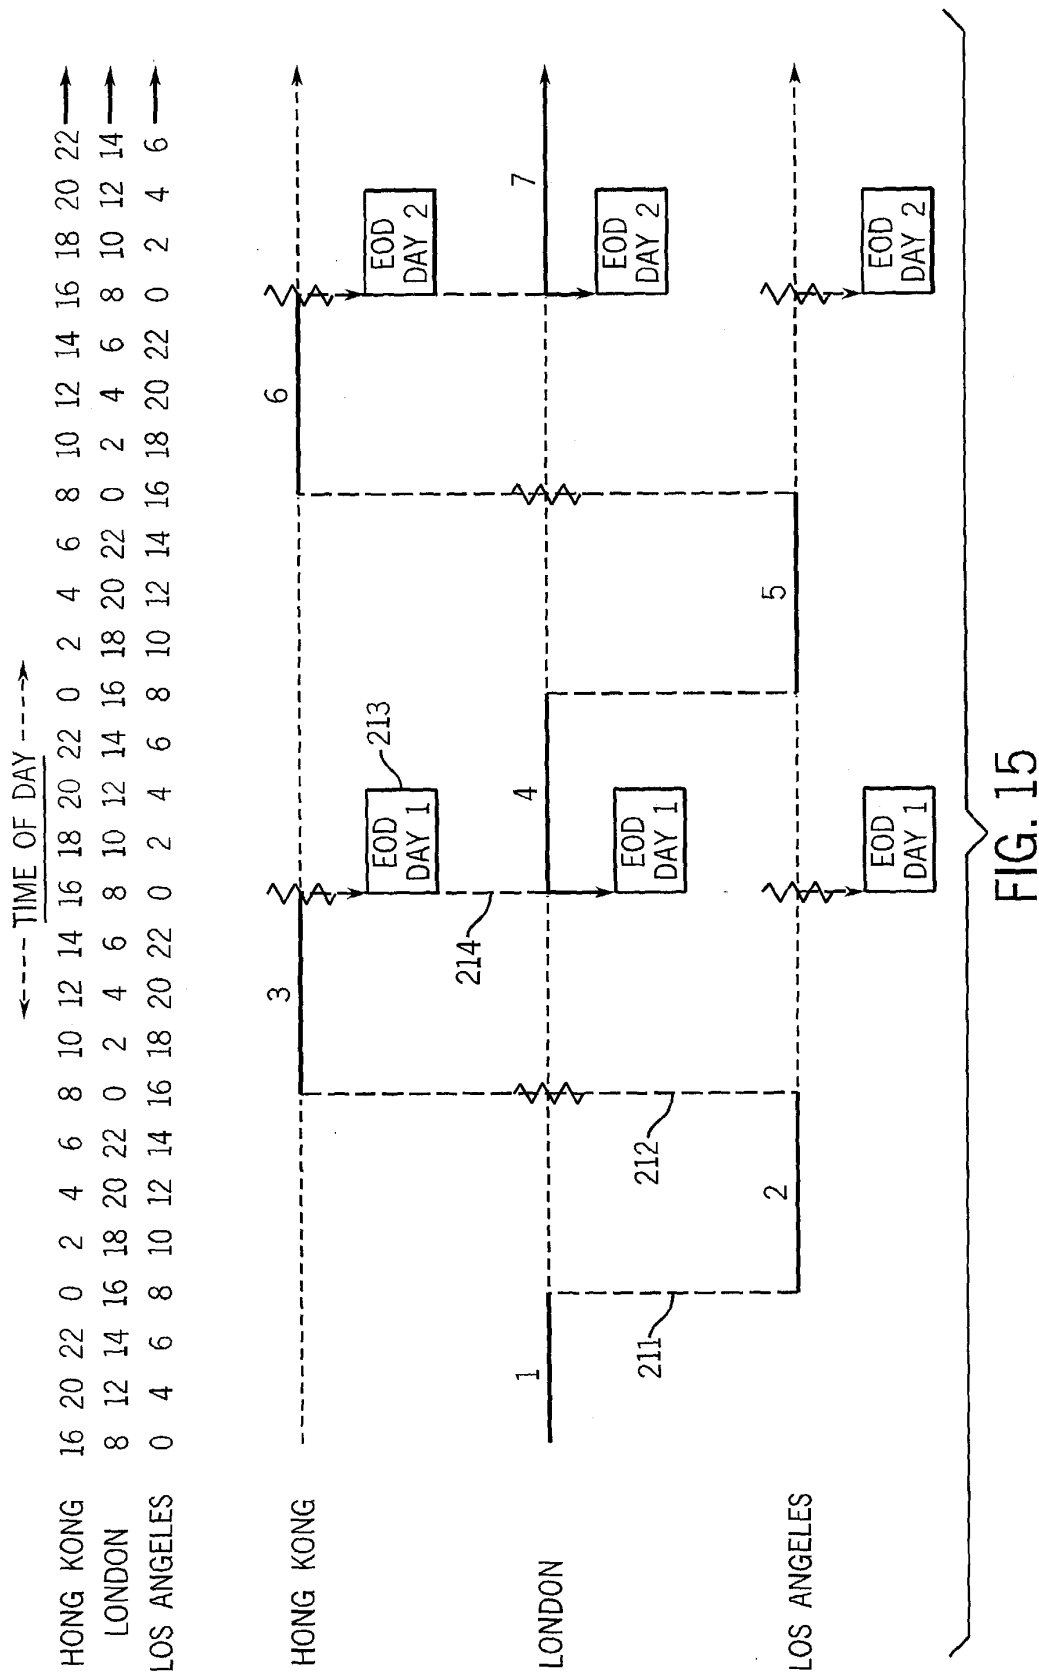 TIME OF DAY
HONG KONG 16 20 22 0 2 4 6 8 10 12 14 16 18 20 22 0 2 4 6 8 10 12 14 16 18 20 22
LONDON 8 12 14 16 18 20 22 0 2 4 6 8 10 12 14 16 18 20 22 0 2 4 6 8 10 12 14
LOS ANGELES 0 4 6 8 10 12 14 16 18 20 22 0 2 4 6 8 10 12 14 16 18 20 22 0 2 4 6
HONG KONG
3
6
EOD
DAY 1
213
EOD
DAY 2
214
LONDON
1
4
7
EOD
DAY 1
EOD
DAY 2
211
212
LOS ANGELES
2
5
EOD
DAY 1
EOD
DAY 2
FIG. 15